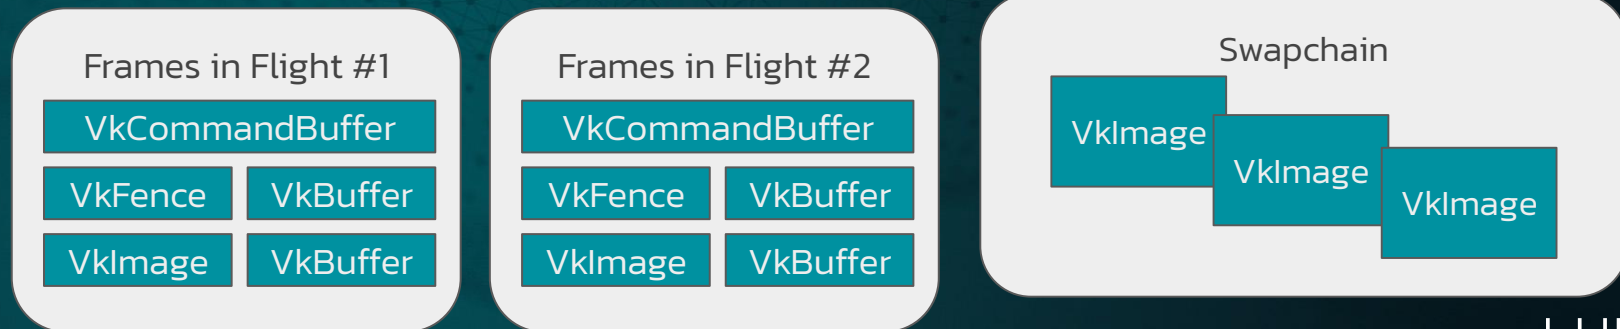 Frames in Flight #1
VkCommandBuffer
VkFence VkBuffer
VkImage VkBuffer
Frames in Flight #2
VkCommandBuffer
VkFence VkBuffer
VkImage VkBuffer
Swapchain
VkImage
VkImage
VkImage